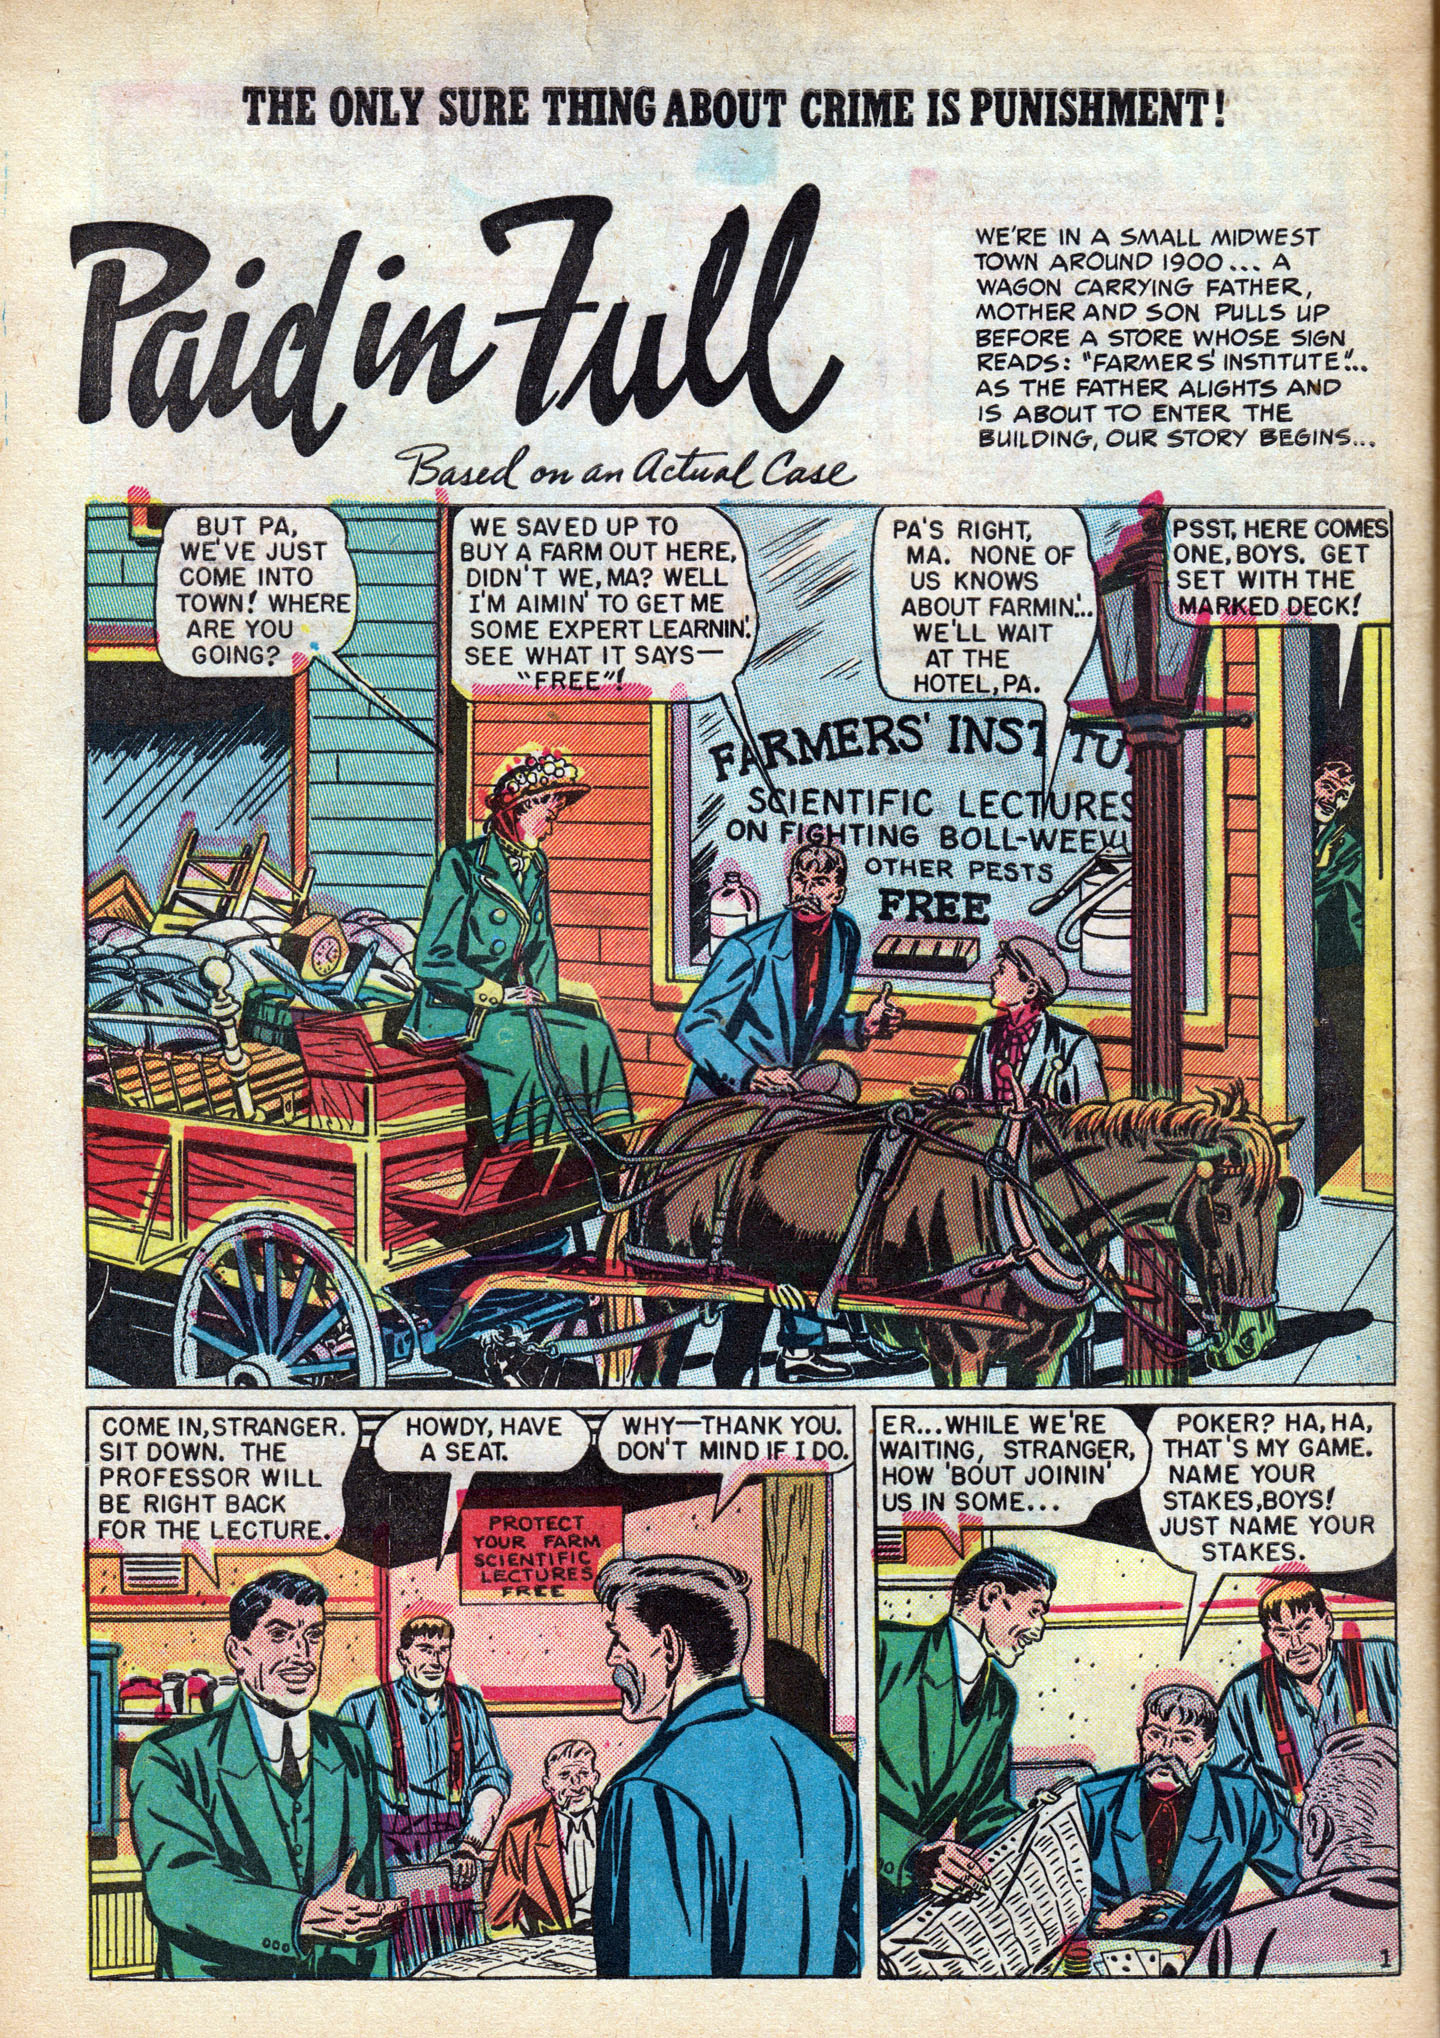 THE ONLY SURE THING ABOUT CRIME IS PUNISHMENT!
Paid in Full
Based on an Actual Case
WE'RE IN A SMALL MIDWEST
TOWN AROUND 1900... A
WAGON CARRYING FATHER,
MOTHER AND SON PULLS UP
BEFORE A STORE WHOSE SIGN
READS: "FARMERS' INSTITUTE"...
AS THE FATHER ALIGHTS AND
IS ABOUT TO ENTER THE
BUILDING, OUR STORY BEGINS...
BUT PA,
WE'VE JUST
COME INTO
TOWN! WHERE
ARE YOU
GOING?
WE SAVED UP TO
BUY A FARM OUT HERE,
DIDN'T WE, MA? WELL
I'M AIMIN' TO GET ME
SOME EXPERT LEARNIN'.
SEE WHAT IT SAYS—
"FREE"!
PA'S RIGHT,
MA. NONE OF
US KNOWS
ABOUT FARMIN'...
WE'LL WAIT
AT THE
HOTEL, PA.
PSST, HERE COMES
ONE, BOYS. GET
SET WITH THE
MARKED DECK!
FARMERS' INSTITU
SCIENTIFIC LECTURES
ON FIGHTING BOLL-WEEVIL
OTHER PESTS
FREE
COME IN, STRANGER.
SIT DOWN. THE
PROFESSOR WILL
BE RIGHT BACK
FOR THE LECTURE.
HOWDY, HAVE
A SEAT.
WHY—THANK YOU.
DON'T MIND IF I DO.
PROTECT
YOUR FARM
SCIENTIFIC
LECTURES
FREE
ER...WHILE WE'RE
WAITING, STRANGER,
HOW 'BOUT JOININ'
US IN SOME...
POKER? HA, HA,
THAT'S MY GAME.
NAME YOUR
STAKES, BOYS!
JUST NAME YOUR
STAKES.
1